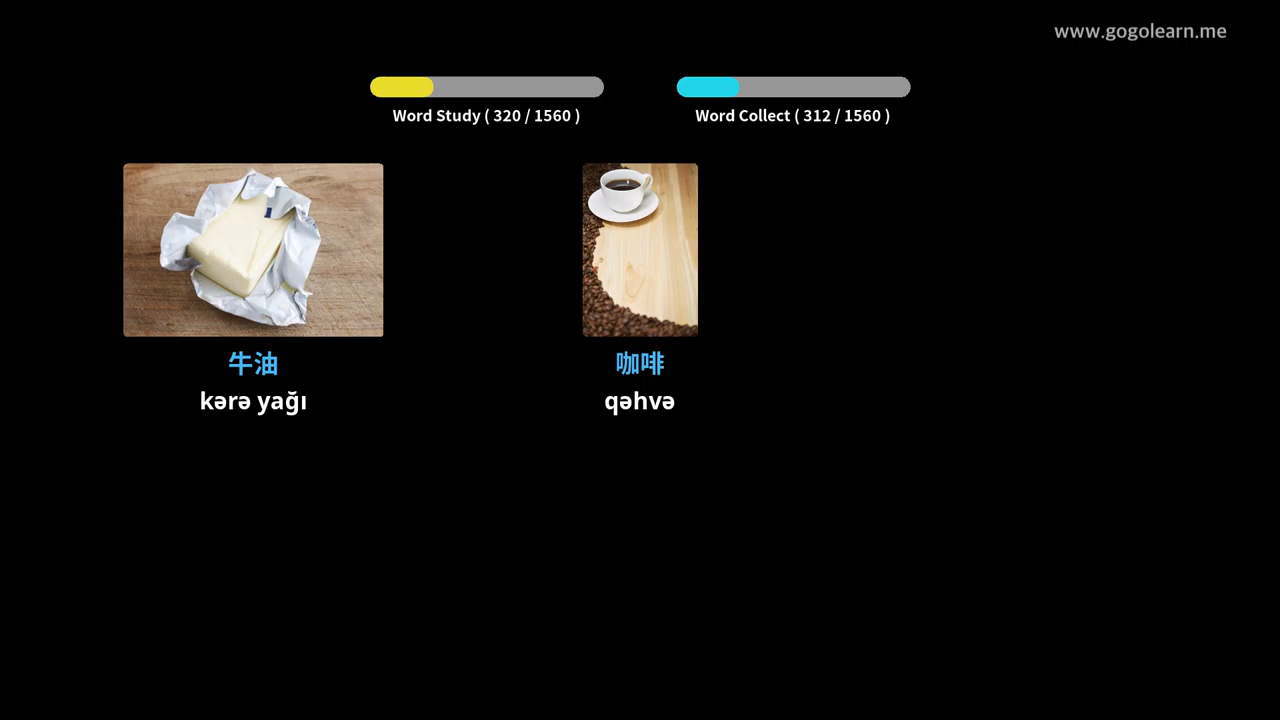 www.gogolearn.me
Word Study ( 320 / 1560 )
Word Collect ( 312 / 1560 )
牛油
kərə yağı
咖啡
qəhvə